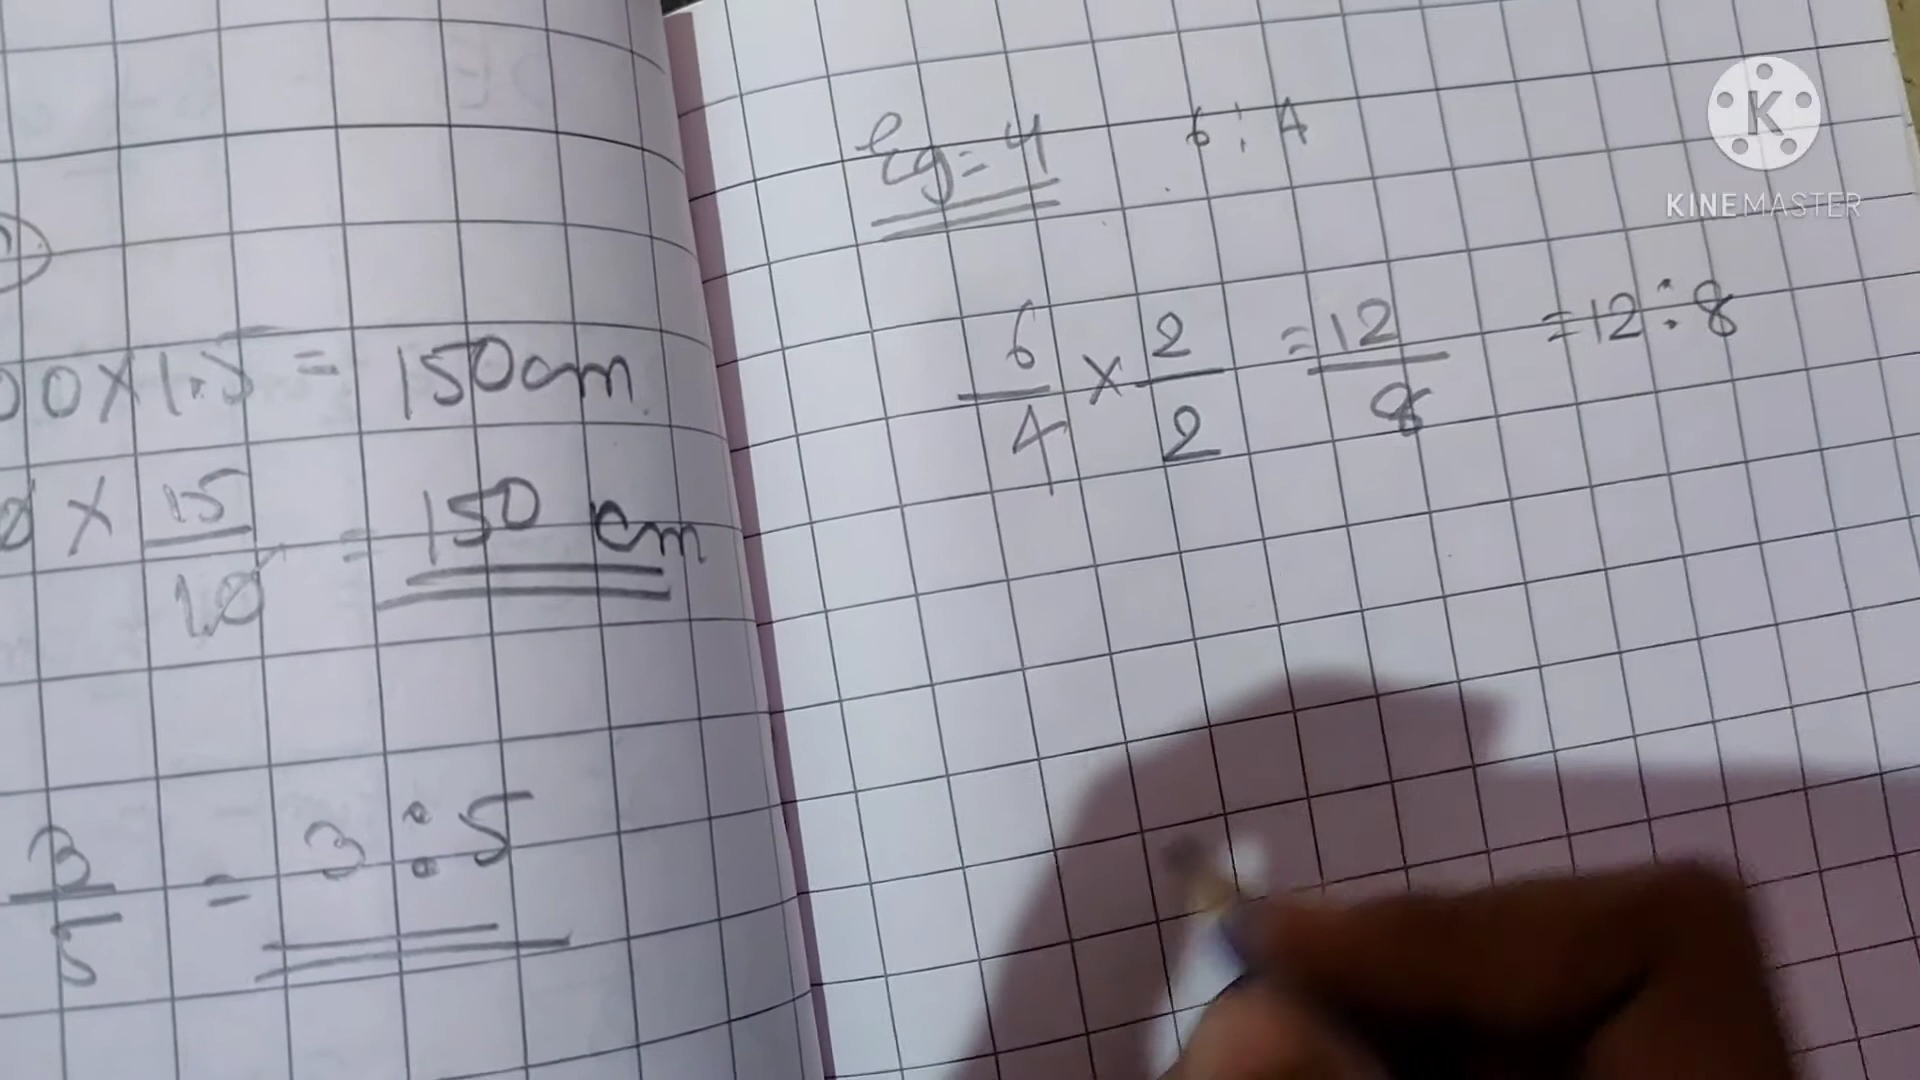 00×1.5 = 150cm
0 × 15/10 = 150 cm
3/5 = 3:5
Eg=4 6:4
6/4 × 2/2 = 12/8 = 12:8
K
KINEMASTER